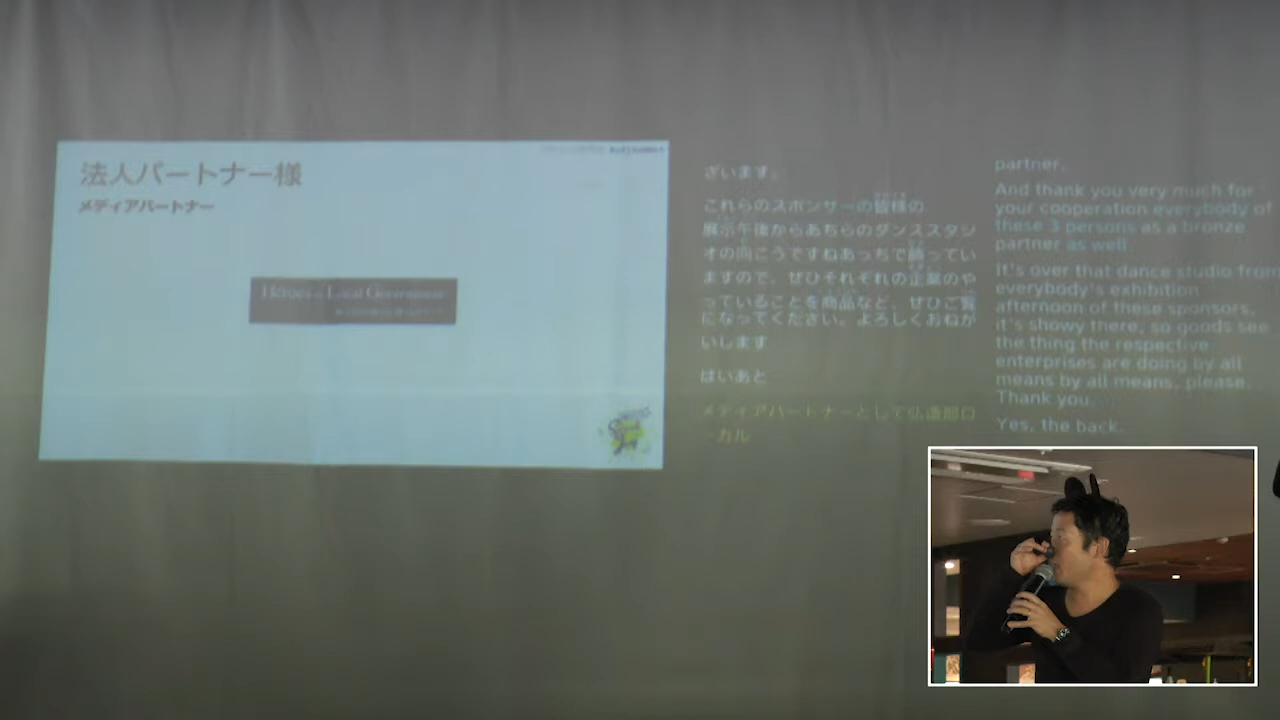 法人パートナー様
メディアパートナー
Heroes of Local Government
ざいます。
これらのスポンサーの皆様の
展示午後からあちらのダンススタジ
オの向こうですねあっちで飾ってい
ますので、ぜひそれぞれの企業のや
っていることを商品など、ぜひご覧
になってください。よろしくおねが
いします
はいあと
メディアパートナーとして
ーカル
partner.
And thank you very much for
your cooperation everybody of
these 3 persons as a bronze
partner as well
It's over that dance studio from
everybody's exhibition
afternoon of these sponsors,
it's showy there, so goods see
the thing the respective
enterprises are doing by all
means by all means, please.
Thank you.
Yes, the back.